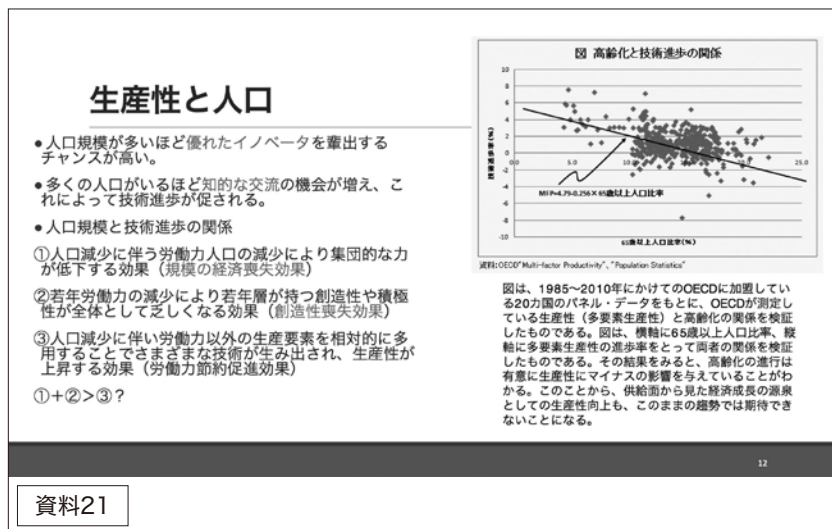 生産性と人口
● 人口規模が多いほど優れたイノベータを輩出する
チャンスが高い。
● 多くの人口がいるほど知的な交流の機会が増え、こ
れによって技術進歩が促される。
● 人口規模と技術進歩の関係
①人口減少に伴う労働力人口の減少により集団的な力
が低下する効果（規模の経済喪失効果）
②若年労働力の減少により若年層が持つ創造性や積極
性が全体として乏しくなる効果（創造性喪失効果）
③人口減少に伴い労働力以外の生産要素を相対的に多
用することでさまざまな技術が生み出され、生産性が
上昇する効果（労働力節約促進効果）
①＋②＞③？
図 高齢化と技術進歩の関係
技術進歩率(%)
10
8
6
4
2
0
-2
-4
-6
-8
-10
0.0 5.0 10.0 15.0 20.0 25.0
MFP=4.79-0.256×65歳以上人口比率
65歳以上人口比率(%)
資料:OECD"Multi-factor Productivity"、"Population Statistics"
図は、1985〜2010年にかけてのOECDに加盟してい
る20カ国のパネル・データをもとに、OECDが測定し
ている生産性（多要素生産性）と高齢化の関係を検証
したものである。図は、横軸に65歳以上人口比率、縦
軸に多要素生産性の進歩率をとって両者の関係を検証
したものである。その結果をみると、高齢化の進行は
有意に生産性にマイナスの影響を与えていることがわ
かる。このことから、供給面から見た経済成長の源泉
としての生産性向上も、このままの趨勢では期待でき
ないことになる。
12
資料21